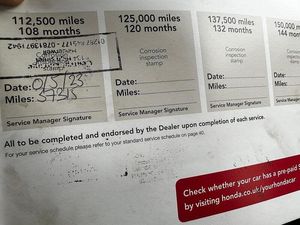 112,500 miles
108 months
125,000 miles
120 months
137,500 miles
132 months
150,000
144 mon
Corrosion
inspection
stamp
Corrosion
inspection
stamp
Date:
Miles:
Date:
Miles:
Date:
Miles:
Date:
Miles:
Service Manager Signature
Service Manager Signature
Service Manager Signature
Service Mana
All to be completed and endorsed by the Dealer upon completion of each service.
For your service schedule please refer to your standard service schedule on page 40.
Check whether your car has a pre-paid S
by visiting honda.co.uk/yourhondacar